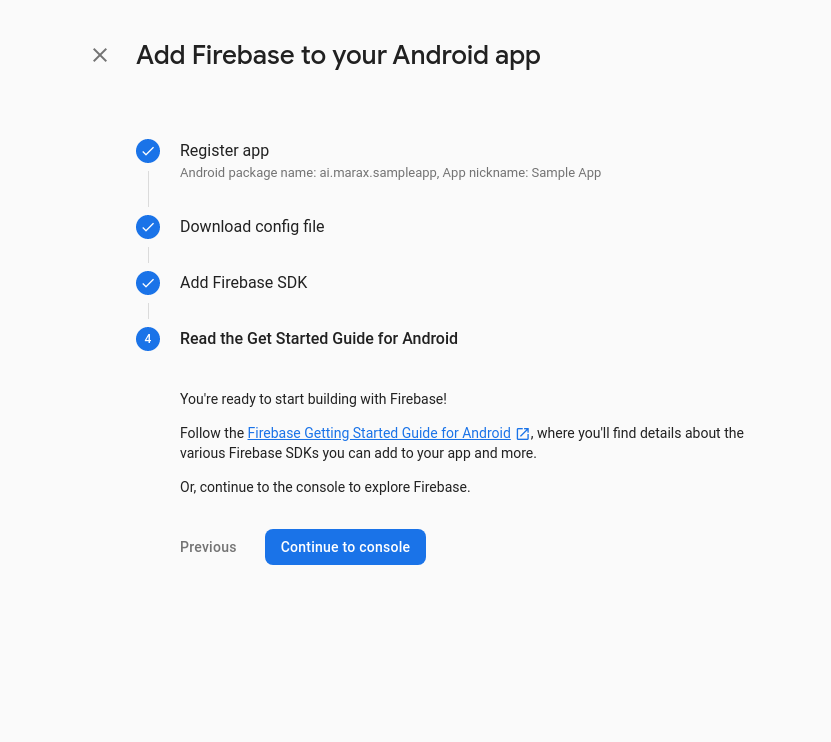 Add Firebase to your Android app
Register app
Android package name: ai.marax.sampleapp, App nickname: Sample App
Download config file
Add Firebase SDK
4
Read the Get Started Guide for Android
You're ready to start building with Firebase!
Follow the Firebase Getting Started Guide for Android , where you'll find details about the
various Firebase SDKs you can add to your app and more.
Or, continue to the console to explore Firebase.
Previous
Continue to console